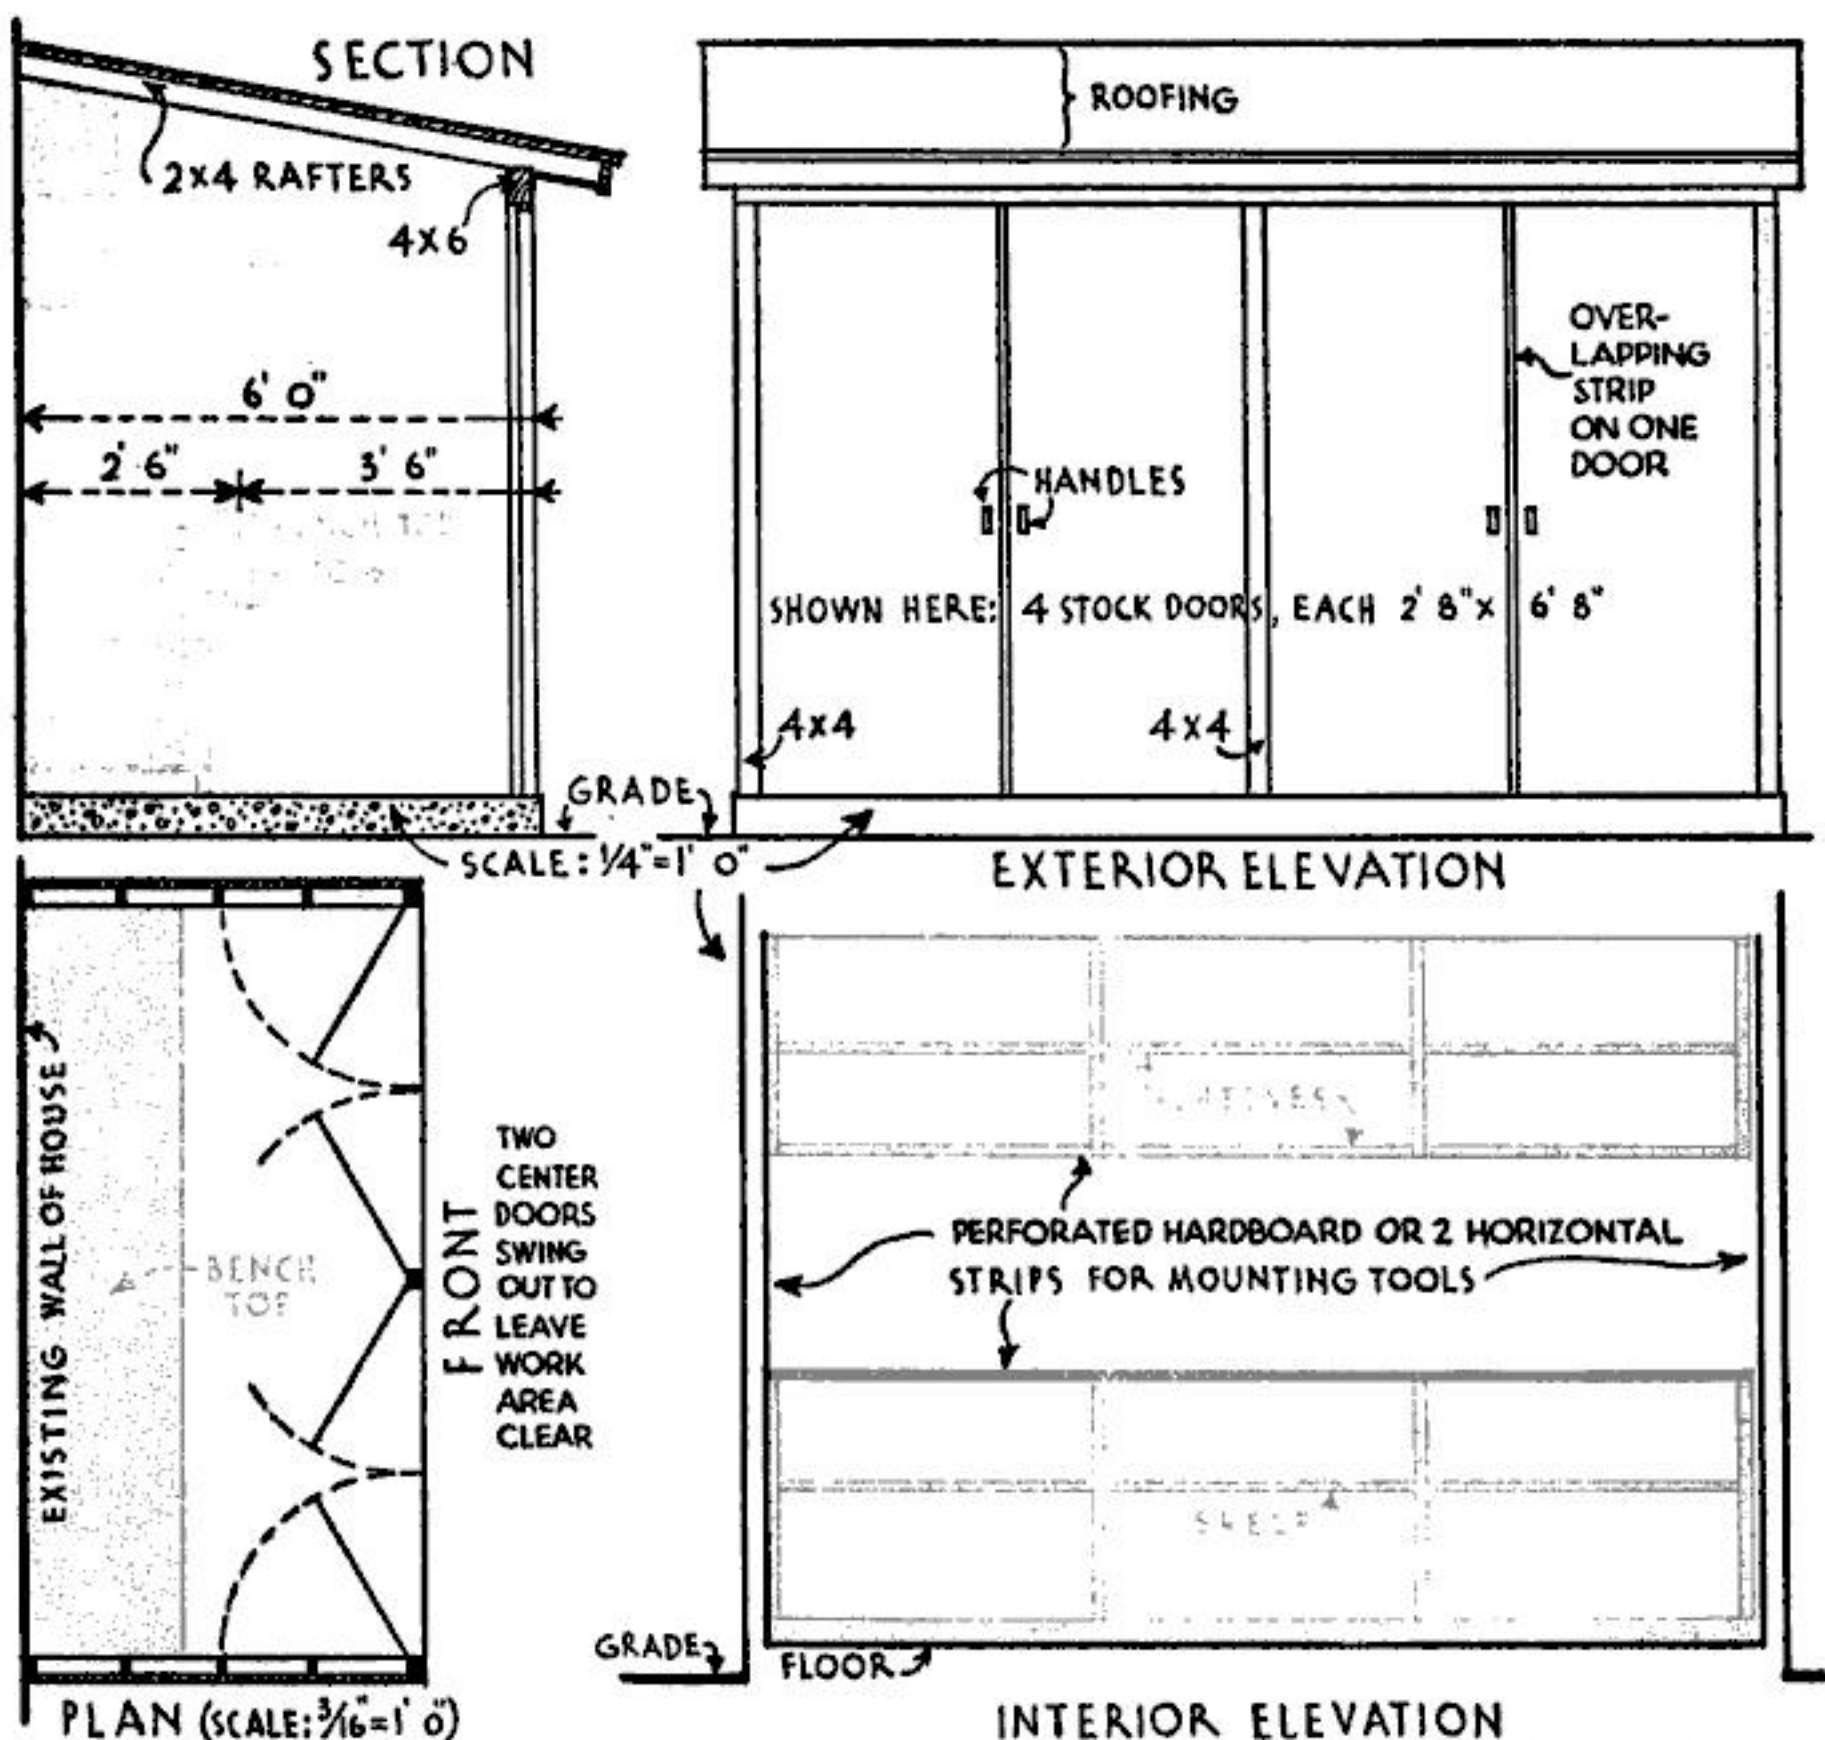 SECTION
2x4 RAFTERS
4x6
6' 0"
2' 6"
3' 6"
ROOFING
OVER-
LAPPING
STRIP
ON ONE
DOOR
HANDLES
SHOWN HERE: 4 STOCK DOORS, EACH 2' 8"x 6' 8"
4x4
4x4
GRADE
SCALE: 1/4"=1' 0"
EXTERIOR ELEVATION
EXISTING WALL OF HOUSE
BENCH
TOP
FRONT
TWO
CENTER
DOORS
SWING
OUT TO
LEAVE
WORK
AREA
CLEAR
PLAN (SCALE: 3/16"=1' 0")
PERFORATED HARDBOARD OR 2 HORIZONTAL
STRIPS FOR MOUNTING TOOLS
SHELF
GRADE
FLOOR
INTERIOR ELEVATION